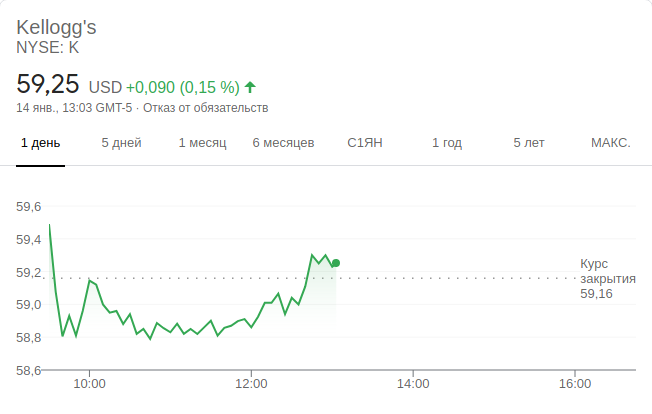 Kellogg's
NYSE: K
59,25 USD +0,090 (0,15 %)
14 янв., 13:03 GMT-5 · Отказ от обязательств
1 день 5 дней 1 месяц 6 месяцев С1ЯН 1 год 5 лет МАКС.
59,6
59,4
59,2
59,0
58,8
58,6
Курс
закрытия
59,16
10:00 12:00 14:00 16:00